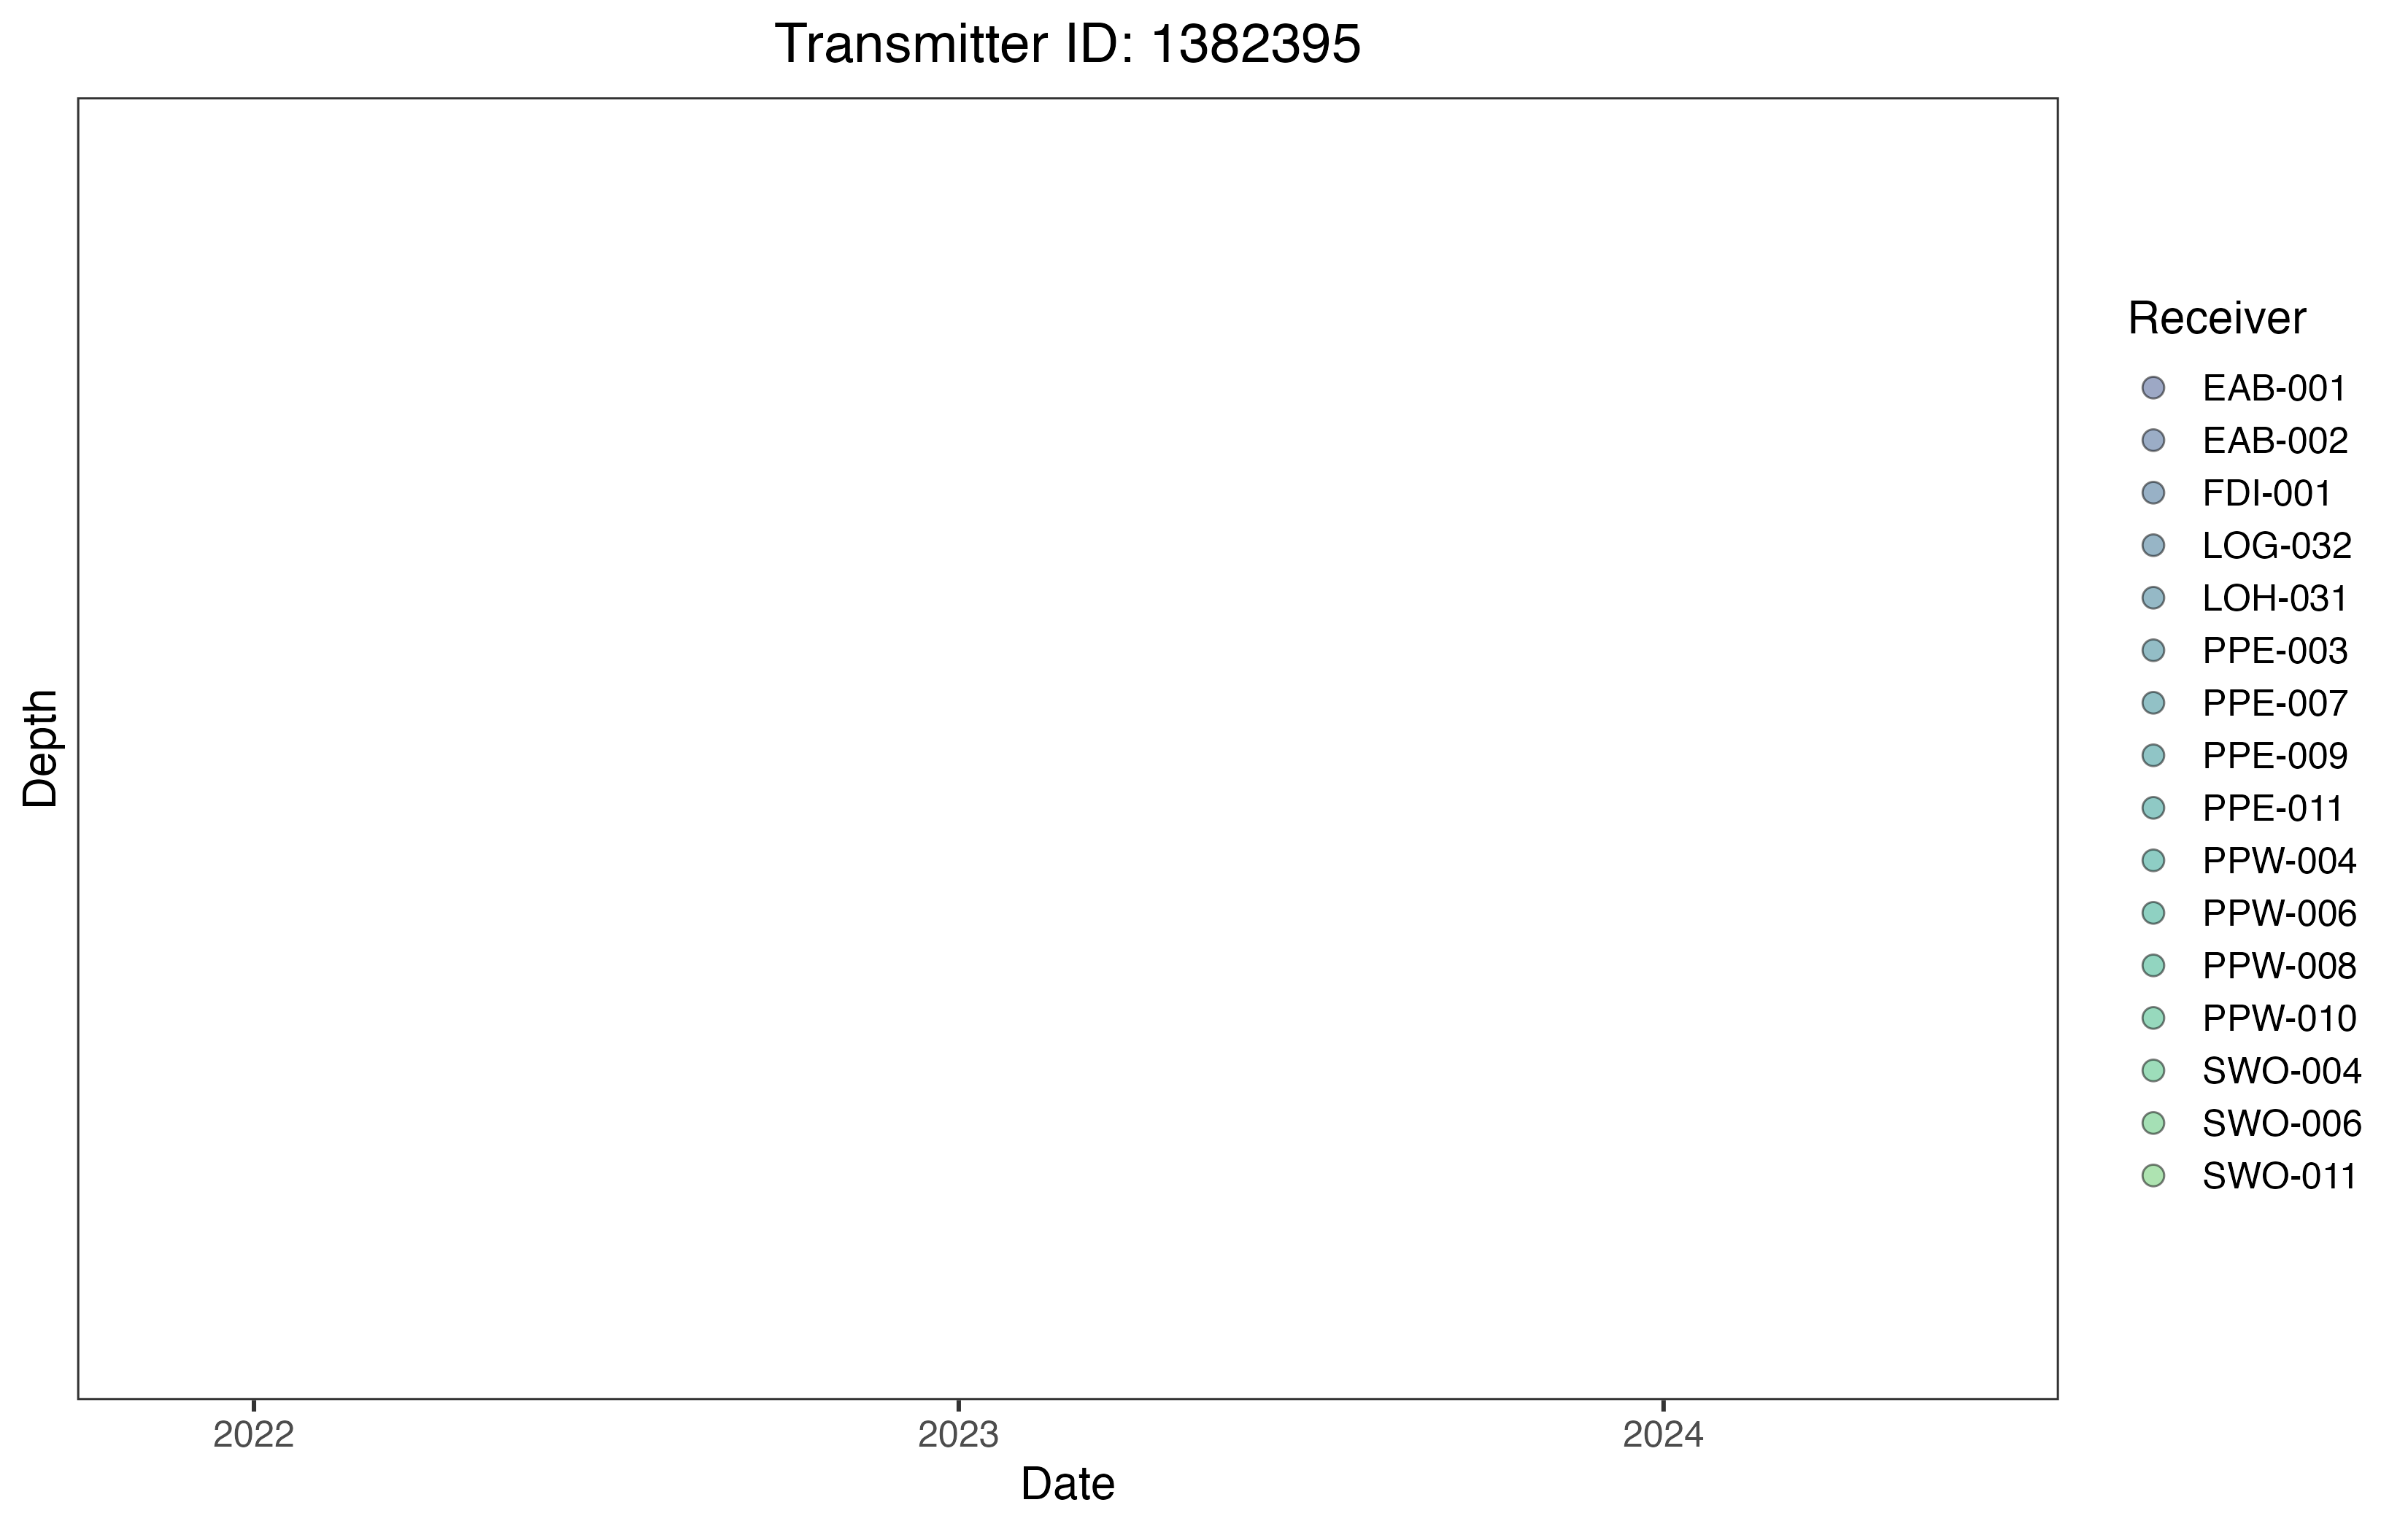 Transmitter ID: 1382395
Depth
2022
2023
2024
Date
Receiver
EAB-001
EAB-002
FDI-001
LOG-032
LOH-031
PPE-003
PPE-007
PPE-009
PPE-011
PPW-004
PPW-006
PPW-008
PPW-010
SWO-004
SWO-006
SWO-011